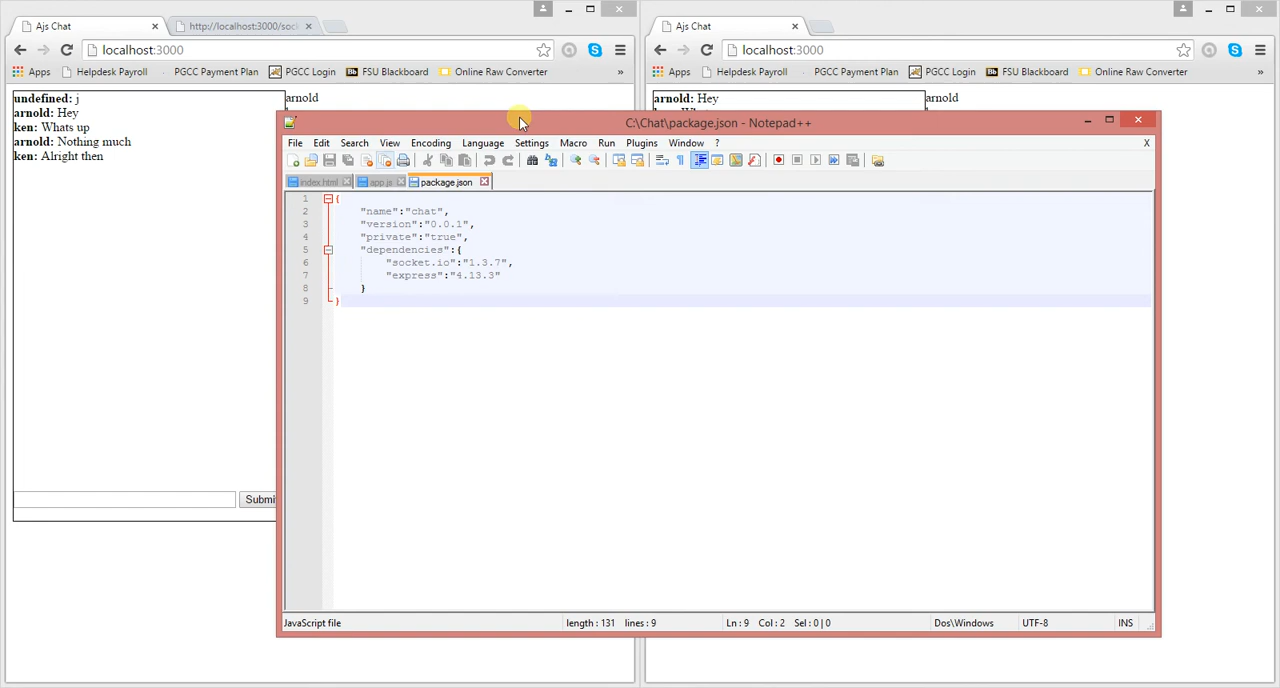 Ajs Chat
http://localhost:3000/soc
Ajs Chat
localhost:3000
localhost:3000
Apps Helpdesk Payroll PGCC Payment Plan PGCC Login FSU Blackboard Online Raw Converter »
Apps Helpdesk Payroll PGCC Payment Plan PGCC Login FSU Blackboard Online Raw Converter »
undefined: j
arnold: Hey
ken: Whats up
arnold: Nothing much
ken: Alright then
arnold
Submi
arnold: Hey
arnold
C:\Chat\package.json - Notepad++
File Edit Search View Encoding Language Settings Macro Run Plugins Window ? X
index.html app.js package.json
1 {
2 "name":"chat",
3 "version":"0.0.1",
4 "private":"true",
5 "dependencies":{
6 "socket.io":"1.3.7",
7 "express":"4.13.3"
8 }
9 }
JavaScript file length : 131 lines : 9 Ln : 9 Col : 2 Sel : 0 | 0 Dos\Windows UTF-8 INS